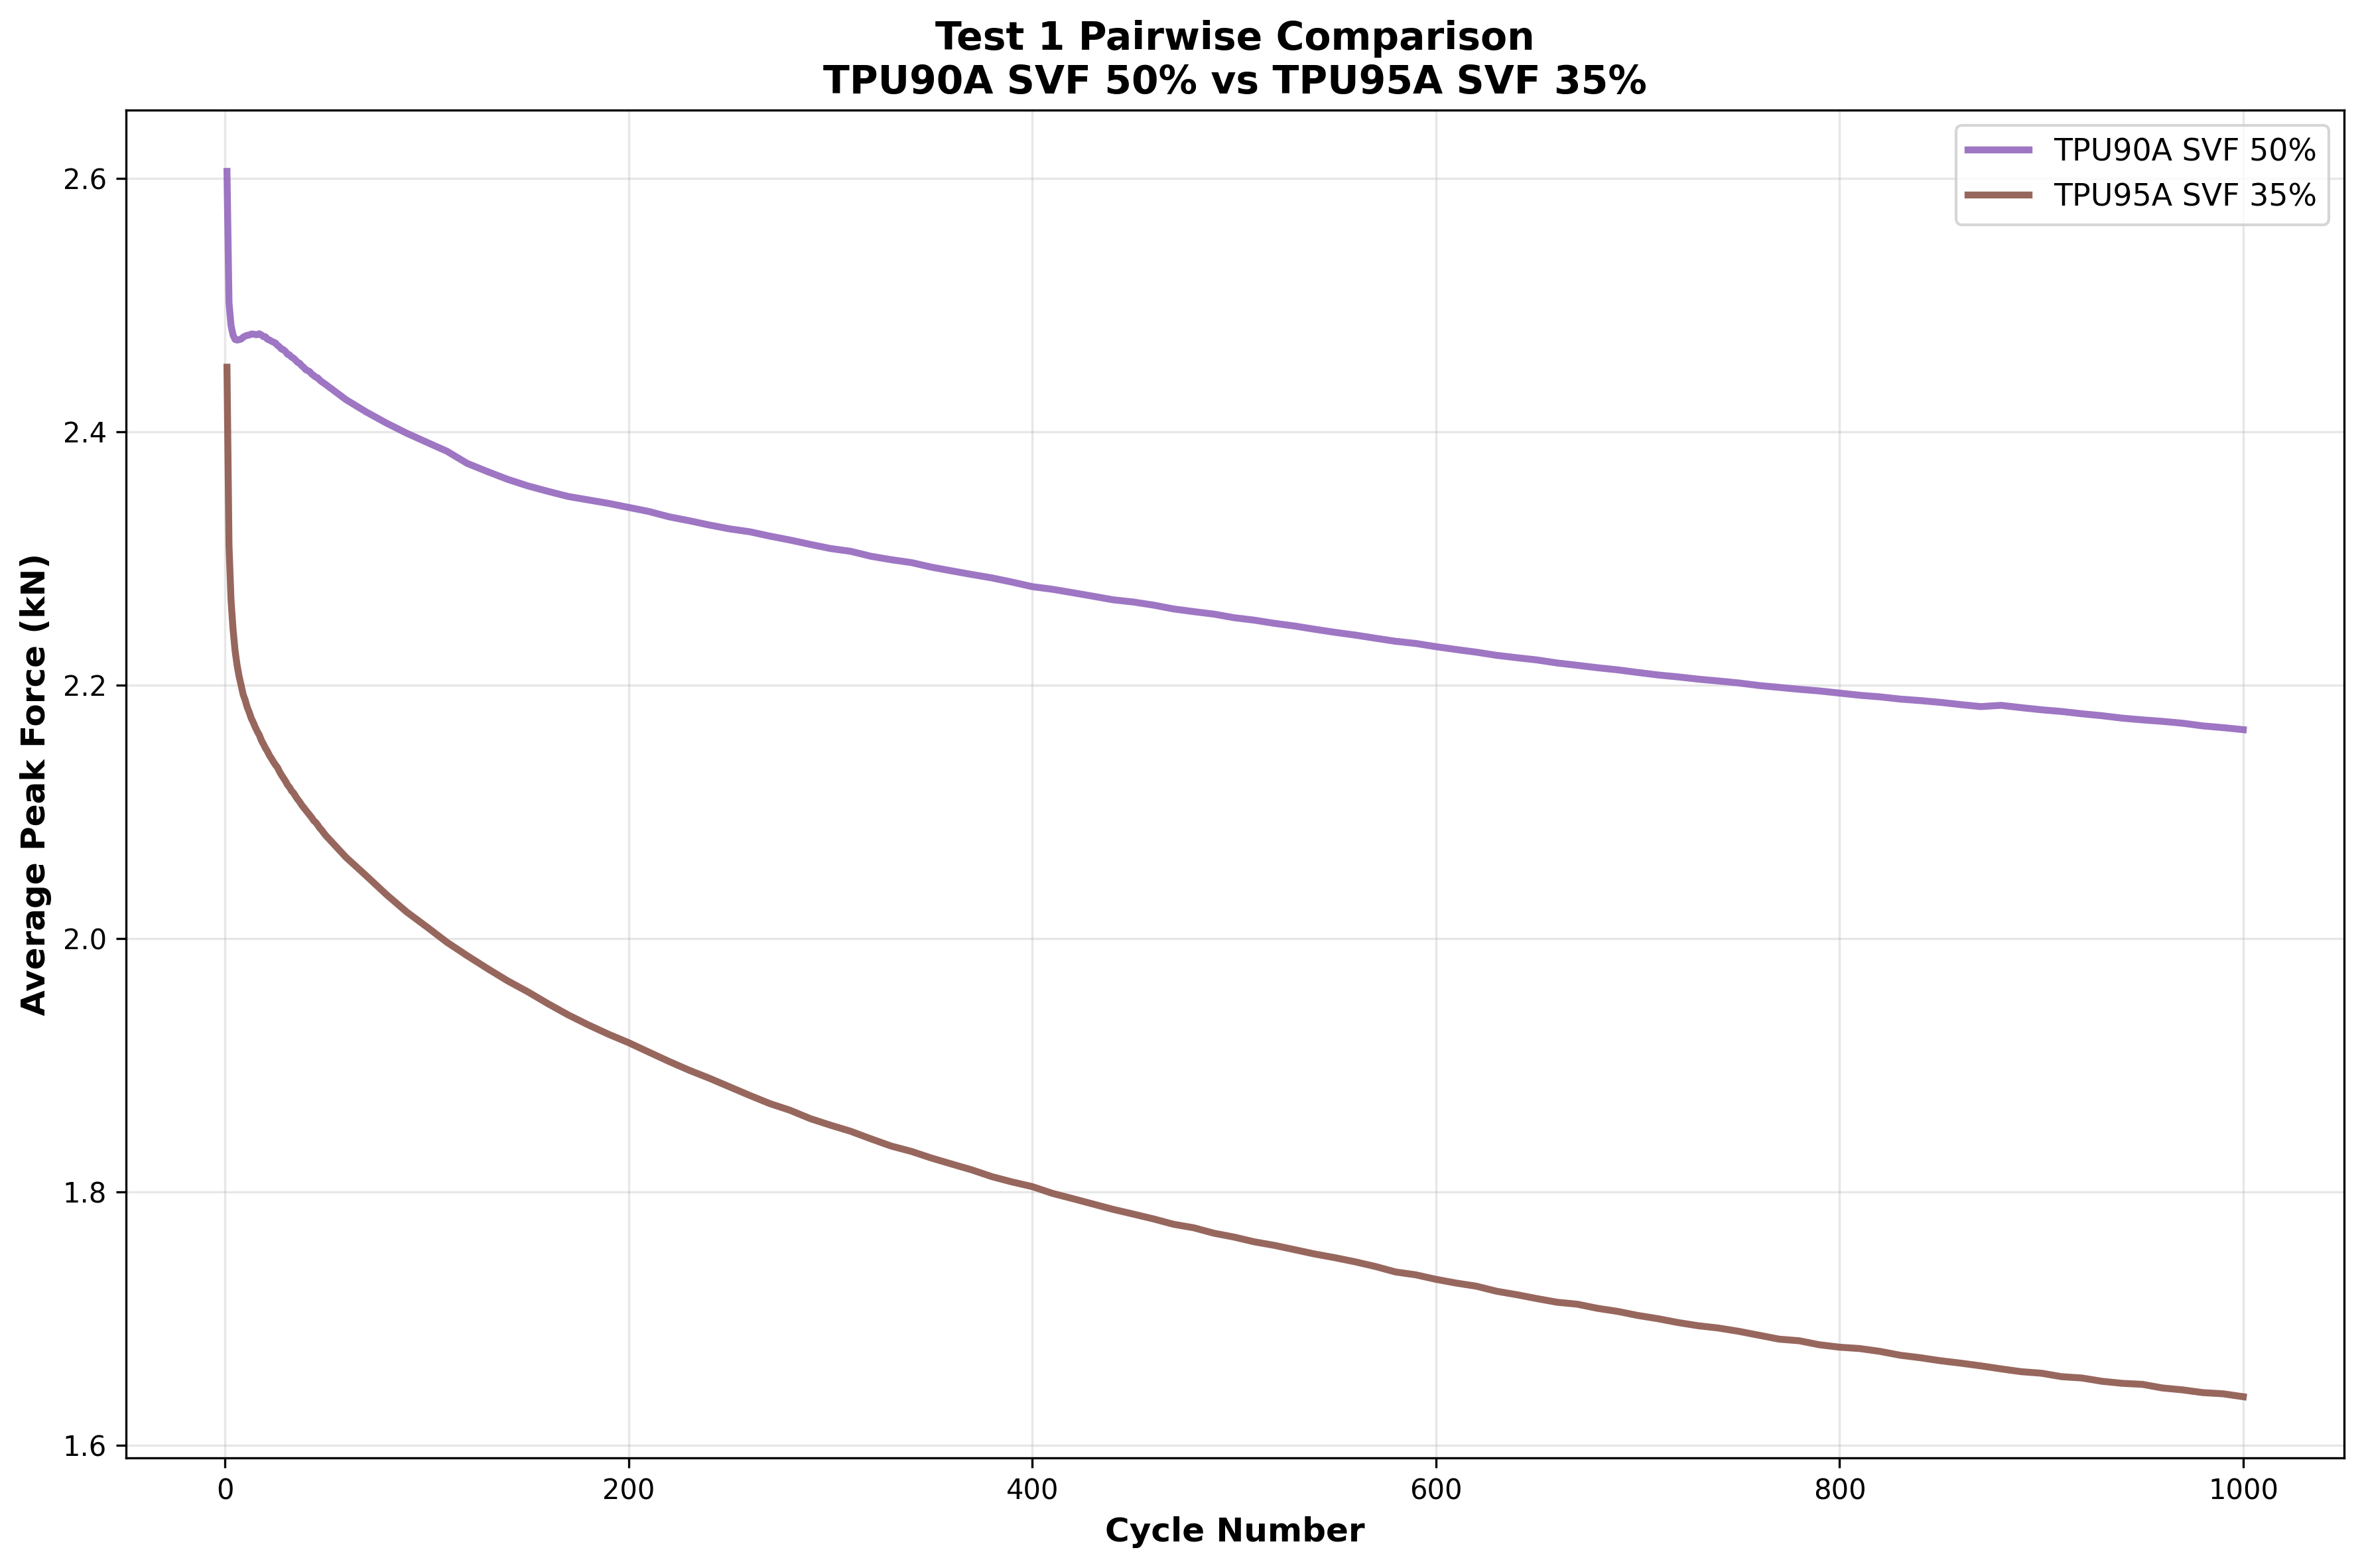 Test 1 Pairwise Comparison
TPU90A SVF 50% vs TPU95A SVF 35%
TPU90A SVF 50%
TPU95A SVF 35%
Average Peak Force (kN)
2.6
2.4
2.2
2.0
1.8
1.6
0
200
400
600
800
1000
Cycle Number